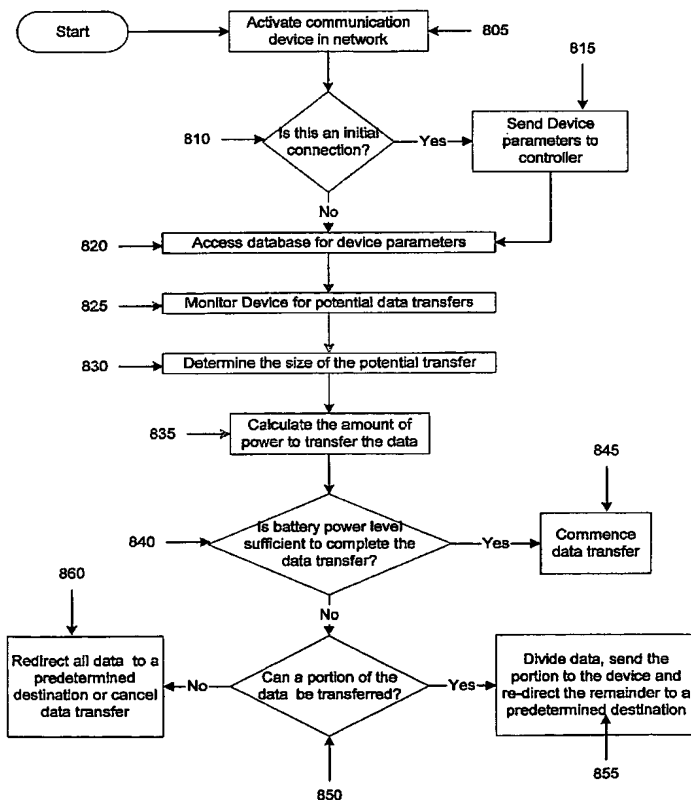 Start
Activate communication
device in network
805
815
810
Is this an initial
connection?
Yes
Send Device
parameters to
controller
No
820
Access database for device parameters
825
Monitor Device for potential data transfers
830
Determine the size of the potential transfer
835
Calculate the amount of
power to transfer the data
845
840
Is battery power level
sufficient to complete the
data transfer?
Yes
Commence
data transfer
860
No
Redirect all data to a
predetermined
destination or cancel
data transfer
No
Can a portion of the
data be transferred?
Yes
Divide data, send the
portion to the device and
re-direct the remainder to a
predetermined destination
850
855